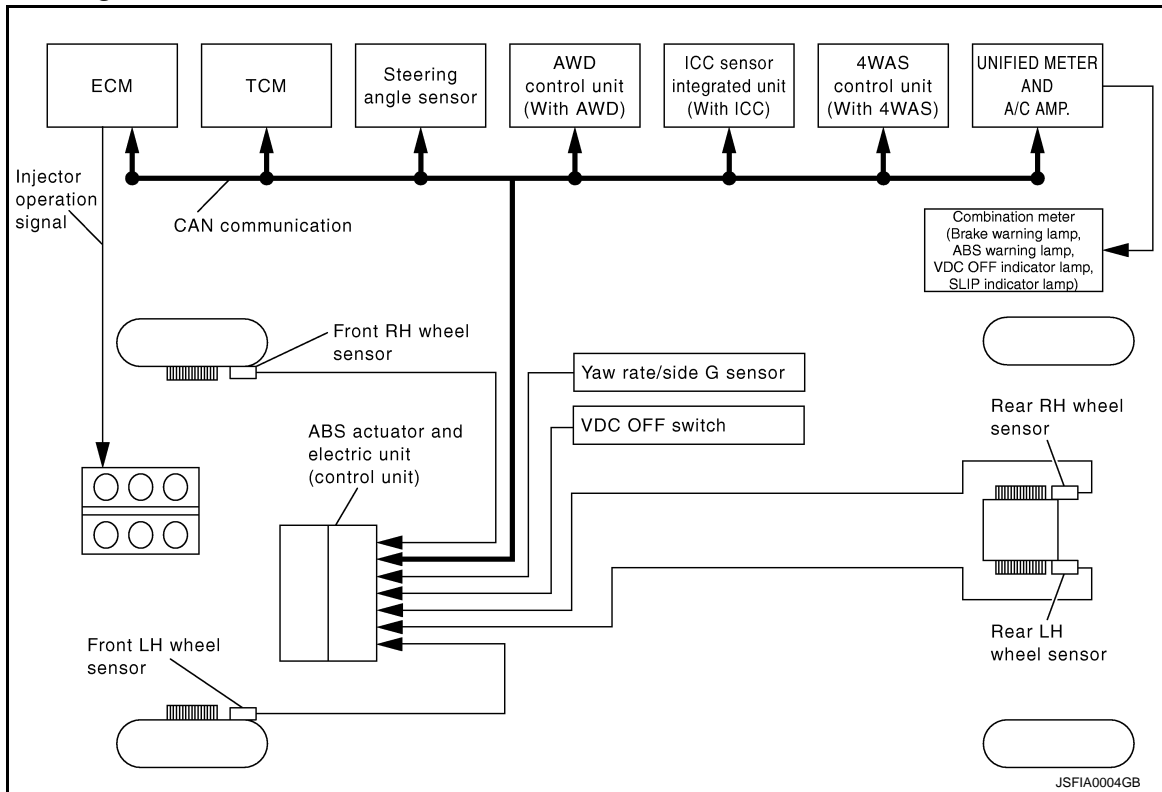 ECM
TCM
Steering
angle sensor
AWD
control unit
(With AWD)
ICC sensor
integrated unit
(With ICC)
4WAS
control unit
(With 4WAS)
UNIFIED METER
AND
A/C AMP.
Injector
operation
signal
CAN communication
Combination meter
(Brake warning lamp,
ABS warning lamp,
VDC OFF indicator lamp,
SLIP indicator lamp)
Front RH wheel
sensor
Yaw rate/side G sensor
VDC OFF switch
Rear RH wheel
sensor
ABS actuator and
electric unit
(control unit)
Front LH wheel
sensor
Rear LH
wheel sensor
JSFIA0004GB